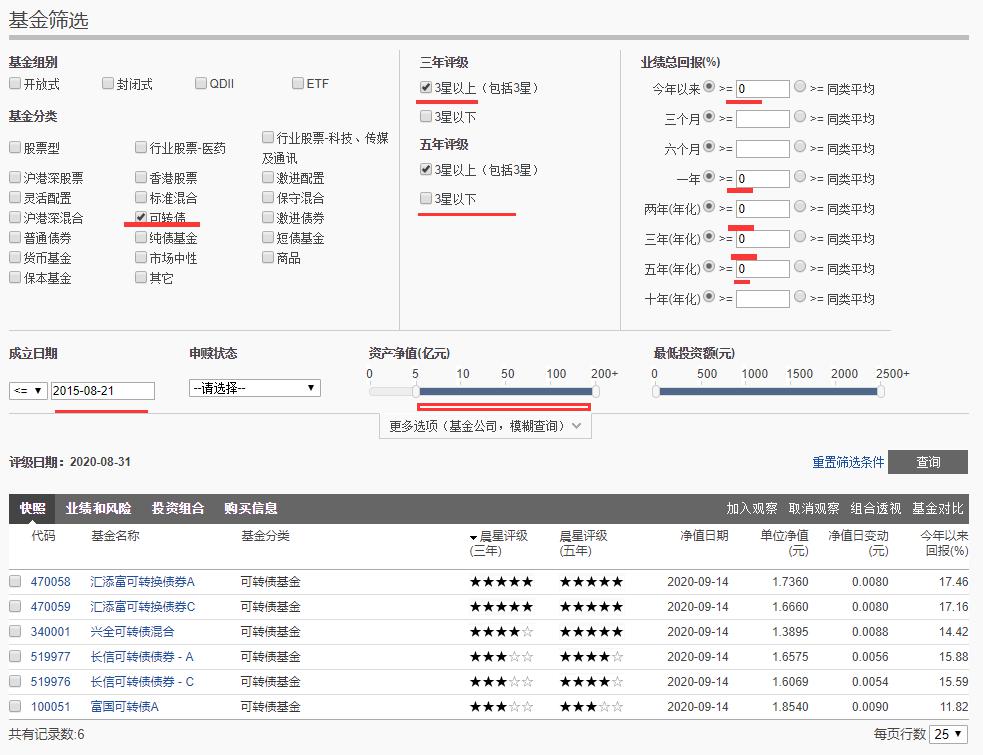 基金筛选
基金组别
开放式 封闭式 QDII ETF
基金分类
股票型 行业股票-医药 行业股票-科技、传媒及通讯
沪港深股票 香港股票 激进配置
灵活配置 标准混合 保守混合
沪港深混合 可转债 激进债券
普通债券 纯债基金 短债基金
货币基金 市场中性 商品
保本基金 其它
三年评级
3星以上（包括3星）
3星以下
五年评级
3星以上（包括3星）
3星以下
业绩总回报(%)
今年以来 >= 0 >= 同类平均
三个月 >= >= 同类平均
六个月 >= >= 同类平均
一年 >= 0 >= 同类平均
两年(年化) >= 0 >= 同类平均
三年(年化) >= 0 >= 同类平均
五年(年化) >= 0 >= 同类平均
十年(年化) >= >= 同类平均
成立日期 申赎状态 资产净值(亿元) 最低投资额(元)
0 5 10 50 100 200+ 0 500 1000 1500 2000 2500+
<= 2015-08-21 --请选择--
更多选项（基金公司，模糊查询）
评级日期：2020-08-31 重置筛选条件 查询
快照 业绩和风险 投资组合 购买信息 加入观察 取消观察 组合透视 基金对比
代码 基金名称 基金分类 晨星评级(三年) 晨星评级(五年) 净值日期 单位净值(元) 净值日变动(元) 今年以来回报(%)
470058 汇添富可转换债券A 可转债基金 ★★★★★ ★★★★★ 2020-09-14 1.7360 0.0080 17.46
470059 汇添富可转换债券C 可转债基金 ★★★★★ ★★★★★ 2020-09-14 1.6660 0.0080 17.16
340001 兴全可转债混合 可转债基金 ★★★★☆ ★★★★★ 2020-09-14 1.3895 0.0088 14.42
519977 长信可转债债券 - A 可转债基金 ★★★☆☆ ★★★★☆ 2020-09-14 1.6575 0.0056 15.88
519976 长信可转债债券 - C 可转债基金 ★★★☆☆ ★★★★☆ 2020-09-14 1.6069 0.0054 15.59
100051 富国可转债A 可转债基金 ★★★☆☆ ★★★☆☆ 2020-09-14 1.8540 0.0090 11.82
共有记录数:6 每页行数 25